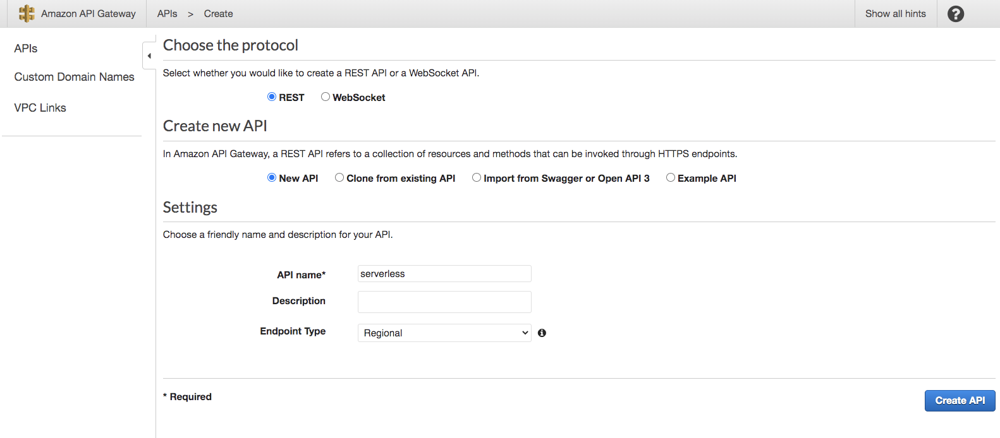 Amazon API Gateway APIs > Create Show all hints ?
APIs
Custom Domain Names
VPC Links
Choose the protocol
Select whether you would like to create a REST API or a WebSocket API.
REST WebSocket
Create new API
In Amazon API Gateway, a REST API refers to a collection of resources and methods that can be invoked through HTTPS endpoints.
New API Clone from existing API Import from Swagger or Open API 3 Example API
Settings
Choose a friendly name and description for your API.
API name* serverless
Description
Endpoint Type Regional
* Required
Create API